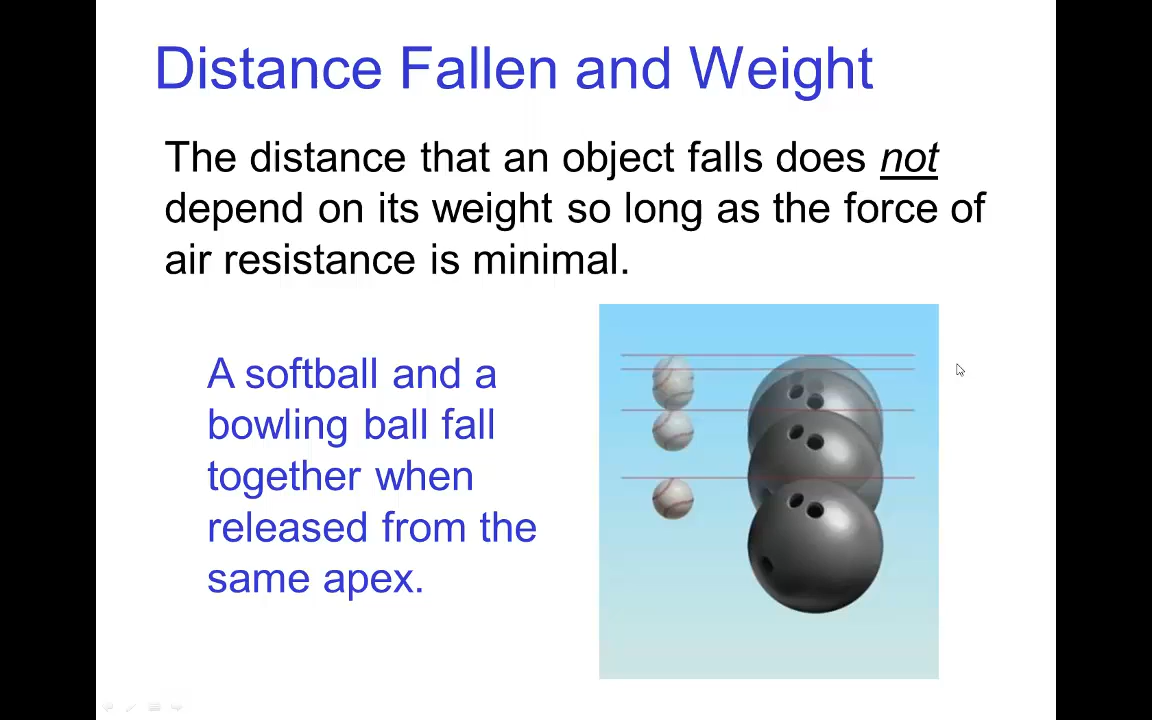 Distance Fallen and Weight
The distance that an object falls does not
depend on its weight so long as the force of
air resistance is minimal.
A softball and a
bowling ball fall
together when
released from the
same apex.